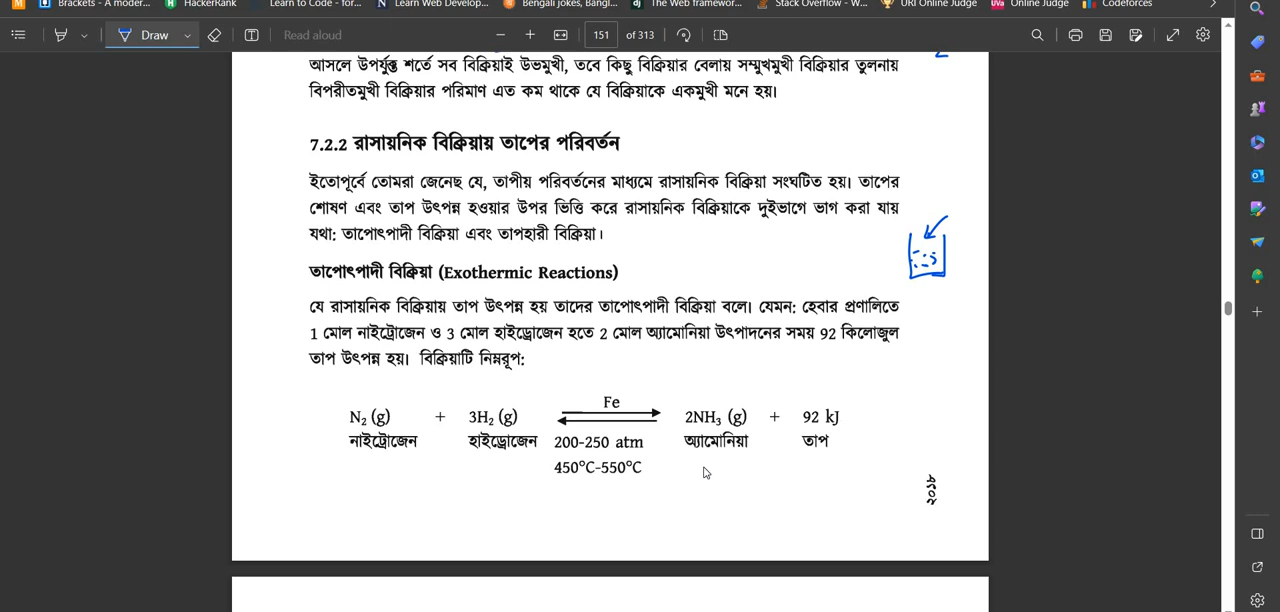 Brackets - A moder...
HackerRank
Learn to Code - for...
Learn Web Develop...
Bengali Jokes, Bangl...
The Web framewor...
Stack Overflow - W...
URI Online Judge
Online Judge
Codeforces
Draw
Read aloud
151 of 313
আসলে উপর্যুক্ত শর্তে সব বিক্রিয়াই উভমুখী, তবে কিছু বিক্রিয়ার বেলায় সম্মুখমুখী বিক্রিয়ার তুলনায়
বিপরীতমুখী বিক্রিয়ার পরিমাণ এত কম থাকে যে বিক্রিয়াকে একমুখী মনে হয়।
7.2.2 রাসায়নিক বিক্রিয়ায় তাপের পরিবর্তন
ইতোপূর্বে তোমরা জেনেছ যে, তাপীয় পরিবর্তনের মাধ্যমে রাসায়নিক বিক্রিয়া সংঘটিত হয়। তাপের
শোষণ এবং তাপ উৎপন্ন হওয়ার উপর ভিত্তি করে রাসায়নিক বিক্রিয়াকে দুইভাগে ভাগ করা যায়
যথা: তাপোৎপাদী বিক্রিয়া এবং তাপহারী বিক্রিয়া।
তাপোৎপাদী বিক্রিয়া (Exothermic Reactions)
যে রাসায়নিক বিক্রিয়ায় তাপ উৎপন্ন হয় তাদের তাপোৎপাদী বিক্রিয়া বলে। যেমন: হেবার প্রণালিতে
1 মোল নাইট্রোজেন ও 3 মোল হাইড্রোজেন হতে 2 মোল অ্যামোনিয়া উৎপাদনের সময় 92 কিলোজুল
তাপ উৎপন্ন হয়। বিক্রিয়াটি নিম্নরূপ:
Fe
N₂ (g) + 3H₂ (g) ⇌ 2NH₃ (g) + 92 kJ
নাইট্রোজেন হাইড্রোজেন 200-250 atm অ্যামোনিয়া তাপ
450°C-550°C
২০১৮